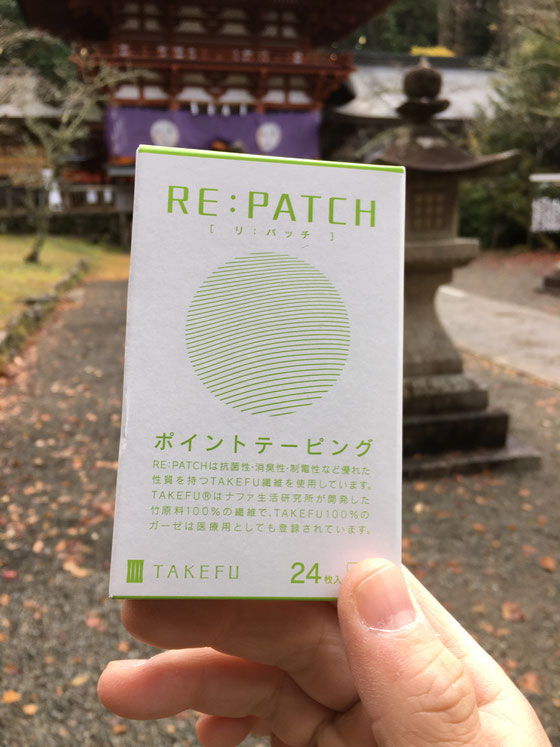 RE:PATCH
[ リ:パッチ ]
ポイントテーピング
RE:PATCHは抗菌性・消臭性・制電性など優れた
性質を持つTAKEFU繊維を使用しています。
TAKEFU®はナファ生活研究所が開発した
竹原料100%の繊維で、TAKEFU100%の
ガーゼは医療用としても登録されています。
TAKEFU
24枚入